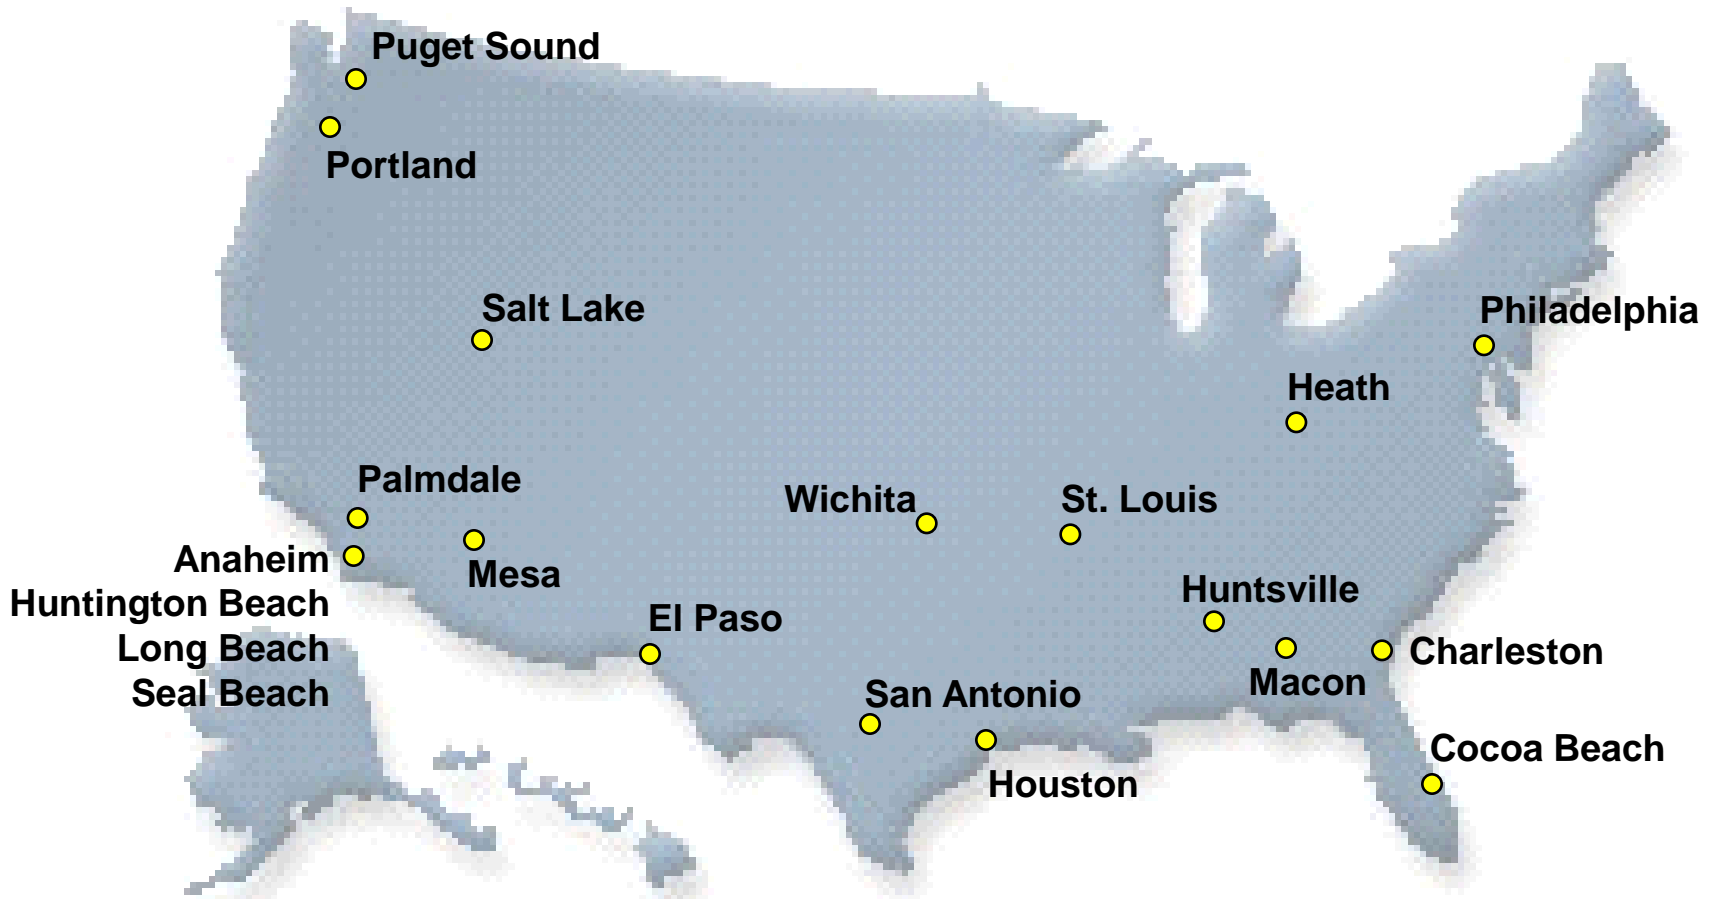 Puget Sound
Portland
Salt Lake
Philadelphia
Heath
Palmdale
Wichita
St. Louis
Anaheim
Huntington Beach
Long Beach
Seal Beach
Mesa
El Paso
Huntsville
Charleston
Macon
San Antonio
Cocoa Beach
Houston